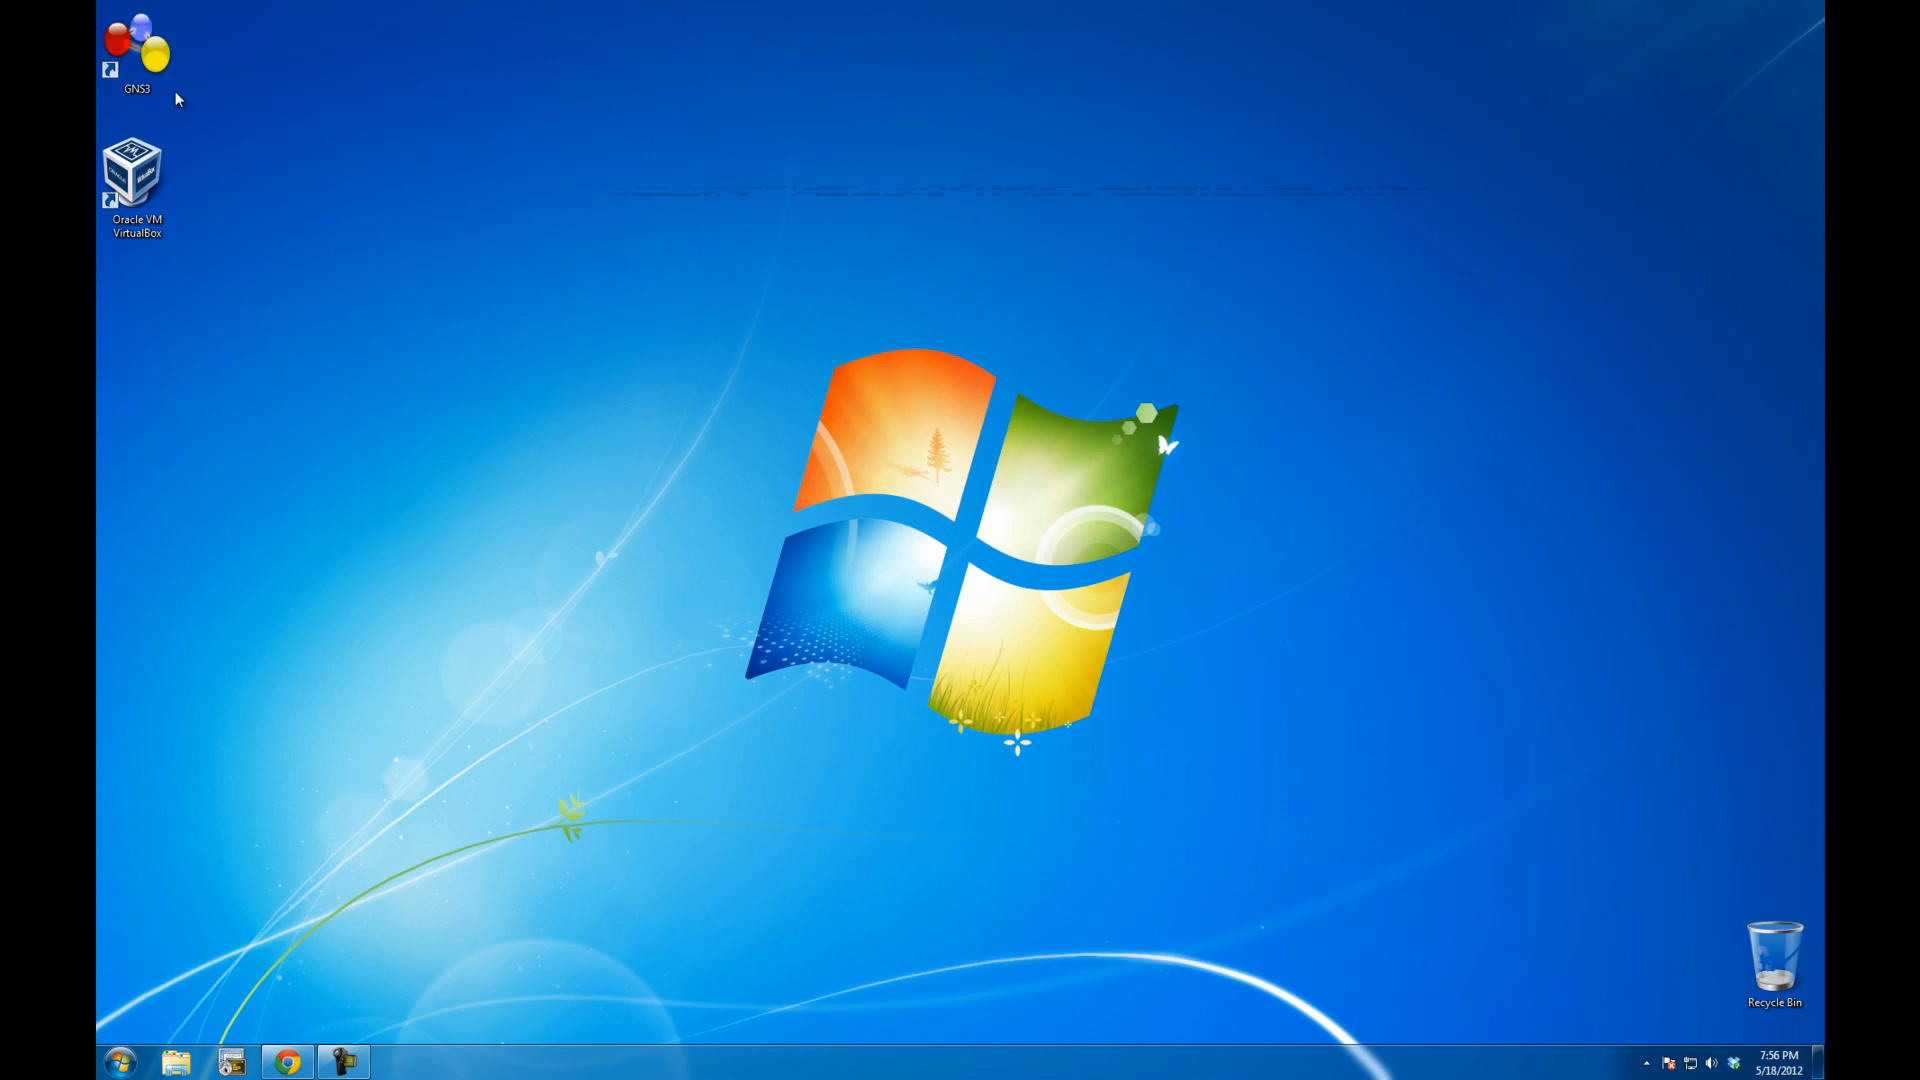 GNS3
Oracle VM
VirtualBox
Recycle Bin
7:56 PM
5/18/2012